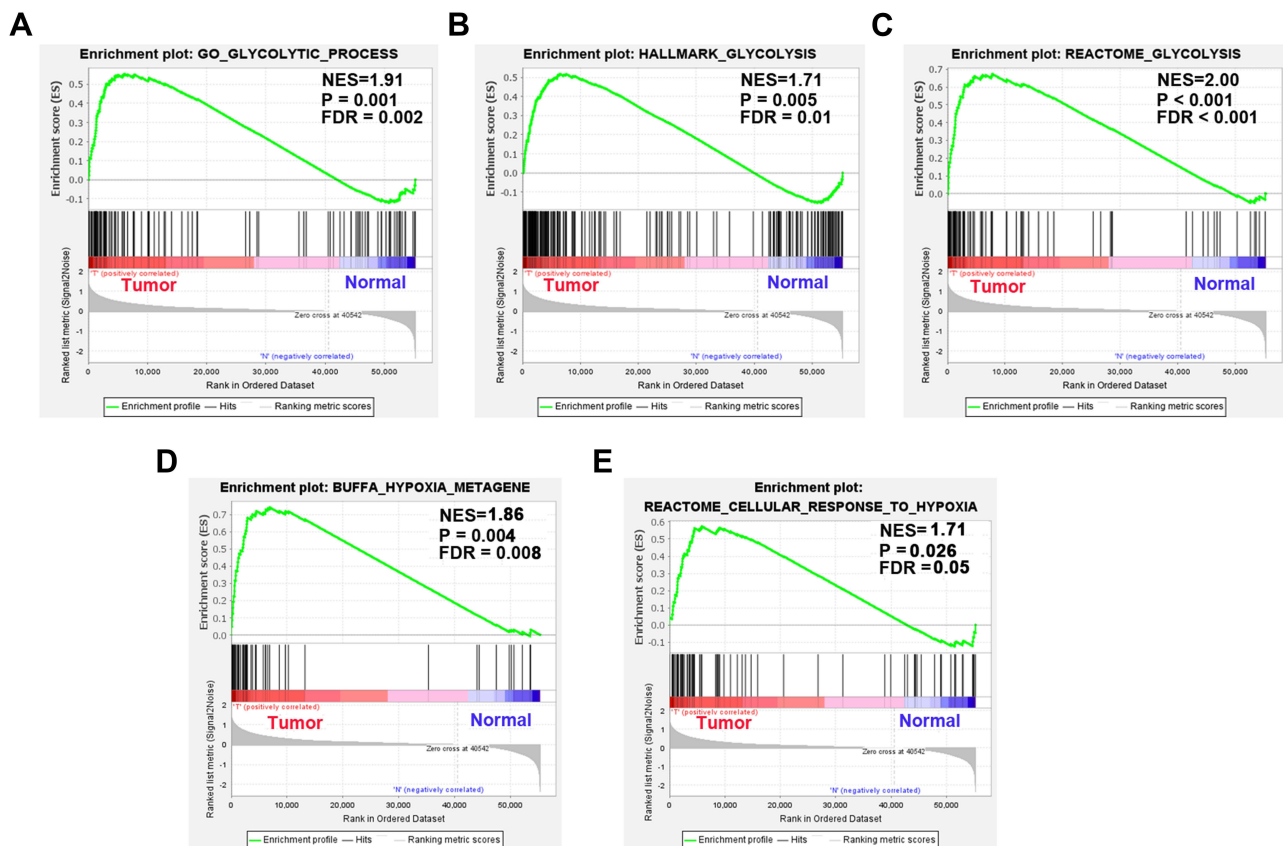 A
Enrichment plot: GO_GLYCOLYTIC_PROCESS
NES=1.91
P = 0.001
FDR = 0.002
Enrichment score (ES)
0.5
0.4
0.3
0.2
0.1
0.0
-0.1
'T' (positively correlated)
Tumor
Normal
Zero cross at 40542
'N' (negatively correlated)
Ranked list metric (Signal2Noise)
2
1
0
-1
-2
0 10,000 20,000 30,000 40,000 50,000
Rank in Ordered Dataset
Enrichment profile Hits Ranking metric scores
B
Enrichment plot: HALLMARK_GLYCOLYSIS
NES=1.71
P = 0.005
FDR = 0.01
Enrichment score (ES)
0.5
0.4
0.3
0.2
0.1
0.0
-0.1
'T' (positively correlated)
Tumor
Normal
Zero cross at 40542
'N' (negatively correlated)
Ranked list metric (Signal2Noise)
2
1
0
-1
-2
0 10,000 20,000 30,000 40,000 50,000
Rank in Ordered Dataset
Enrichment profile Hits Ranking metric scores
C
Enrichment plot: REACTOME_GLYCOLYSIS
NES=2.00
P < 0.001
FDR < 0.001
Enrichment score (ES)
0.7
0.6
0.5
0.4
0.3
0.2
0.1
0.0
'T' (positively correlated)
Tumor
Normal
Zero cross at 40542
'N' (negatively correlated)
Ranked list metric (Signal2Noise)
2
1
0
-1
-2
0 10,000 20,000 30,000 40,000 50,000
Rank in Ordered Dataset
Enrichment profile Hits Ranking metric scores
D
Enrichment plot: BUFFA_HYPOXIA_METAGENE
NES=1.86
P = 0.004
FDR = 0.008
Enrichment score (ES)
0.7
0.6
0.5
0.4
0.3
0.2
0.1
0.0
'T' (positively correlated)
Tumor
Normal
Zero cross at 40542
'N' (negatively correlated)
Ranked list metric (Signal2Noise)
2
1
0
-1
-2
0 10,000 20,000 30,000 40,000 50,000
Rank in Ordered Dataset
Enrichment profile Hits Ranking metric scores
E
Enrichment plot:
REACTOME_CELLULAR_RESPONSE_TO_HYPOXIA
NES=1.71
P = 0.026
FDR =0.05
Enrichment score (ES)
0.6
0.5
0.4
0.3
0.2
0.1
0.0
-0.1
'T' (positively correlated)
Tumor
Normal
Zero cross at 40542
'N' (negatively correlated)
Ranked list metric (Signal2Noise)
2
1
0
-1
-2
0 10,000 20,000 30,000 40,000 50,000
Rank in Ordered Dataset
Enrichment profile Hits Ranking metric scores